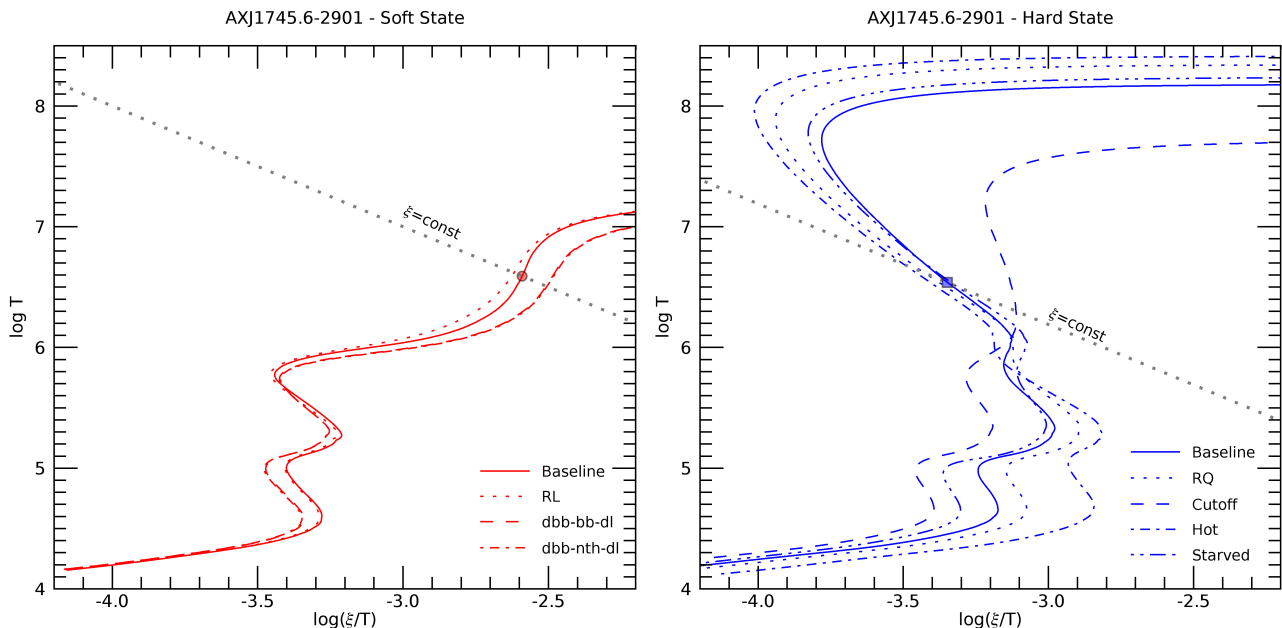 AXJ1745.6-2901 - Soft State
8
7
6
5
4
log T
ξ=const
Baseline
RL
dbb-bb-dl
dbb-nth-dl
-4.0
-3.5
-3.0
-2.5
log(ξ/T)
AXJ1745.6-2901 - Hard State
8
7
6
5
4
log T
ξ=const
Baseline
RQ
Cutoff
Hot
Starved
-4.0
-3.5
-3.0
-2.5
log(ξ/T)